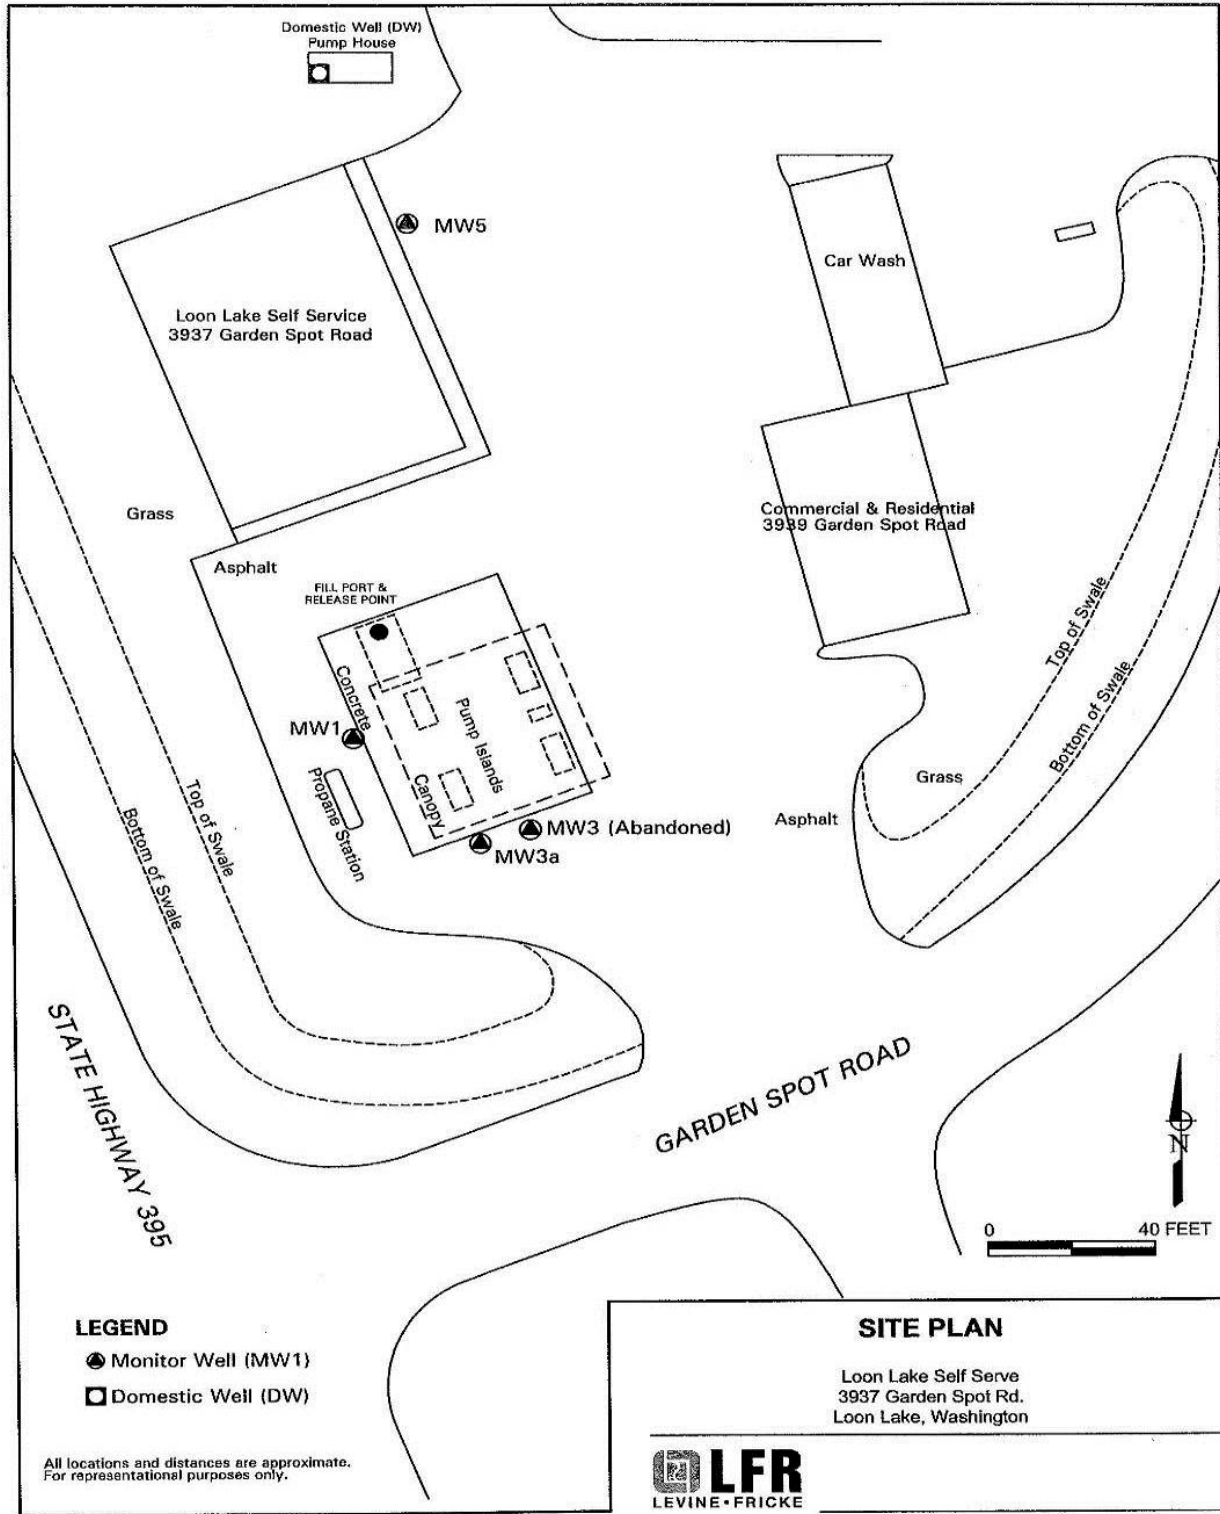 Domestic Well (DW)
Pump House
MW5
Car Wash
Loon Lake Self Service
3937 Garden Spot Road
Grass
Commercial & Residential
3939 Garden Spot Road
Asphalt
FILL PORT &
RELEASE POINT
Concrete
MW1
Pump Islands
Canopy
Propane Station
MW3 (Abandoned)
MW3a
Top of Swale
Bottom of Swale
Top of Swale
Bottom of Swale
Grass
Asphalt
STATE HIGHWAY 395
GARDEN SPOT ROAD
N
0 40 FEET
LEGEND
Monitor Well (MW1)
Domestic Well (DW)
All locations and distances are approximate.
For representational purposes only.
SITE PLAN
Loon Lake Self Serve
3937 Garden Spot Rd.
Loon Lake, Washington
LFR
LEVINE•FRICKE